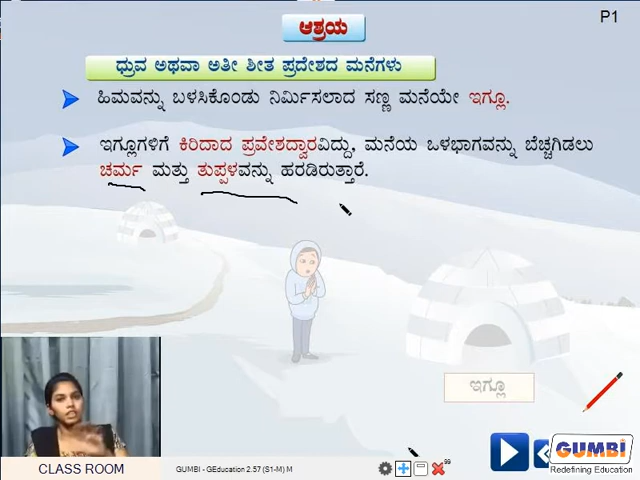 P1
ಆಶ್ರಯ
ಧ್ರುವ ಅಥವಾ ಅತೀ ಶೀತ ಪ್ರದೇಶದ ಮನೆಗಳು
ಹಿಮವನ್ನು ಬಳಸಿಕೊಂಡು ನಿರ್ಮಿಸಲಾದ ಸಣ್ಣ ಮನೆಯೇ ಇಗ್ಲೂ.
ಇಗ್ಲೂಗಳಿಗೆ ಕಿರಿದಾದ ಪ್ರವೇಶದ್ವಾರವಿದ್ದು, ಮನೆಯ ಒಳಭಾಗವನ್ನು ಬೆಚ್ಚಗಿಡಲು
ಚರ್ಮ ಮತ್ತು ತುಪ್ಪಳವನ್ನು ಹರಡಿರುತ್ತಾರೆ.
ಇಗ್ಲೂ
CLASS ROOM
GUMBI - GEducation 2.57 (S1-M) M
99
GUMBi
Redefining Education